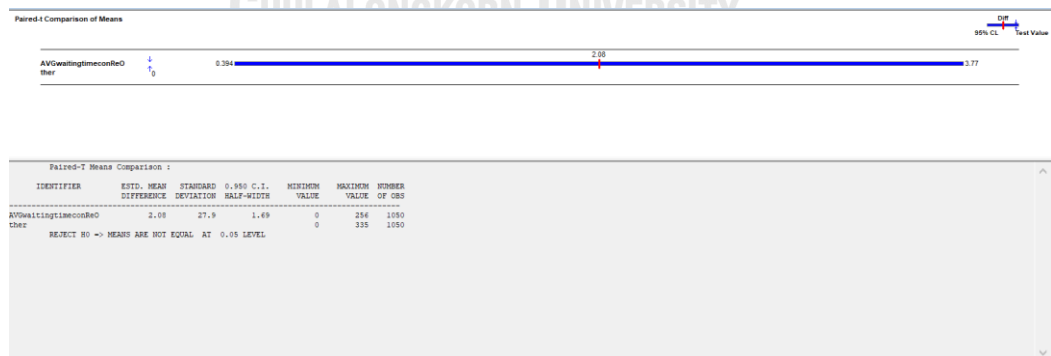 CHULALONGKORN UNIVERSITY
Paired-t Comparison of Means
Diff
95% CL Test Value
2.08
AVGwaitingtimeconReO
ther
0
0.394
3.77
Paired-T Means Comparison :
IDENTIFIER ESTD. MEAN STANDARD 0.950 C.I. MINIMUM MAXIMUM NUMBER
DIFFERENCE DEVIATION HALF-WIDTH VALUE VALUE OF OBS
AVGwaitingtimeconReO 2.08 27.9 1.69 0 256 1050
ther 0 335 1050
REJECT H0 => MEANS ARE NOT EQUAL AT 0.05 LEVEL